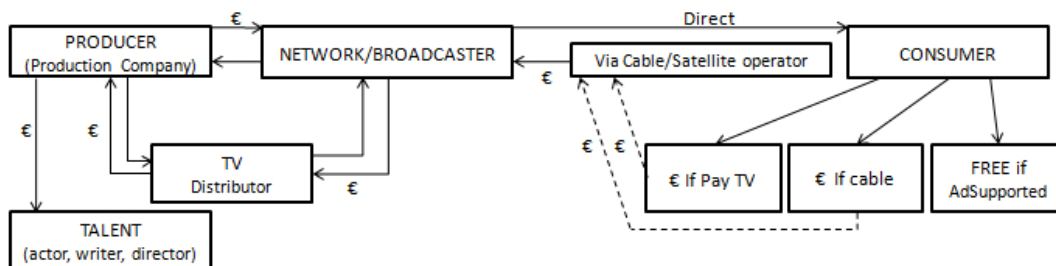 €
Direct
PRODUCER
(Production Company)
NETWORK/BROADCASTER
Via Cable/Satellite operator
CONSUMER
€
€
€
€
€
€
TV
Distributor
€ If Pay TV
€ If cable
FREE if
AdSupported
TALENT
(actor, writer, director)